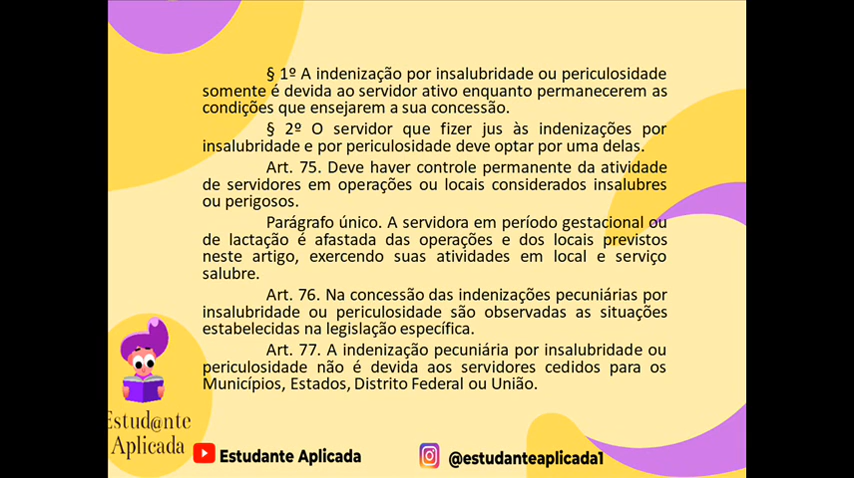 § 1º A indenização por insalubridade ou periculosidade
somente é devida ao servidor ativo enquanto permanecerem as
condições que ensejarem a sua concessão.
§ 2º O servidor que fizer jus às indenizações por
insalubridade e por periculosidade deve optar por uma delas.
Art. 75. Deve haver controle permanente da atividade
de servidores em operações ou locais considerados insalubres
ou perigosos.
Parágrafo único. A servidora em período gestacional ou
de lactação é afastada das operações e dos locais previstos
neste artigo, exercendo suas atividades em local e serviço
salubre.
Art. 76. Na concessão das indenizações pecuniárias por
insalubridade ou periculosidade são observadas as situações
estabelecidas na legislação específica.
Art. 77. A indenização pecuniária por insalubridade ou
periculosidade não é devida aos servidores cedidos para os
Municípios, Estados, Distrito Federal ou União.
Estud@nte
Aplicada
Estudante Aplicada
@estudanteaplicada1